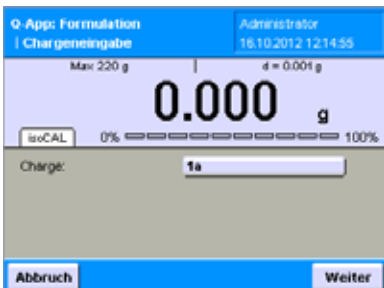 Q-App: Formulation
Administrator
| Chargeneingabe
16.10.2012 12:14:55
Max 220 g
d = 0.001 g
0.000 g
isoCAL
0%
100%
Charge:
1a
Abbruch
Weiter